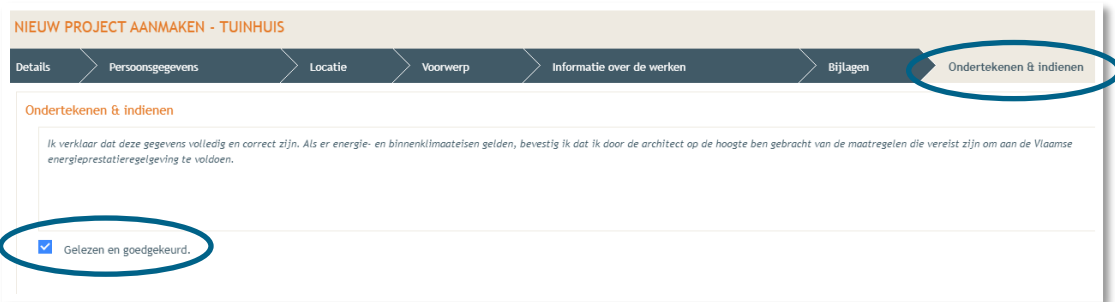 NIEUW PROJECT AANMAKEN - TUINHUIS
Details Persoonsgegevens Locatie Voorwerp Informatie over de werken Bijlagen Ondertekenen & indienen
Ondertekenen & indienen
Ik verklaar dat deze gegevens volledig en correct zijn. Als er energie- en binnenklimaateisen gelden, bevestig ik dat ik door de architect op de hoogte ben gebracht van de maatregelen die vereist zijn om aan de Vlaamse
energieprestatieregelgeving te voldoen.
Gelezen en goedgekeurd.